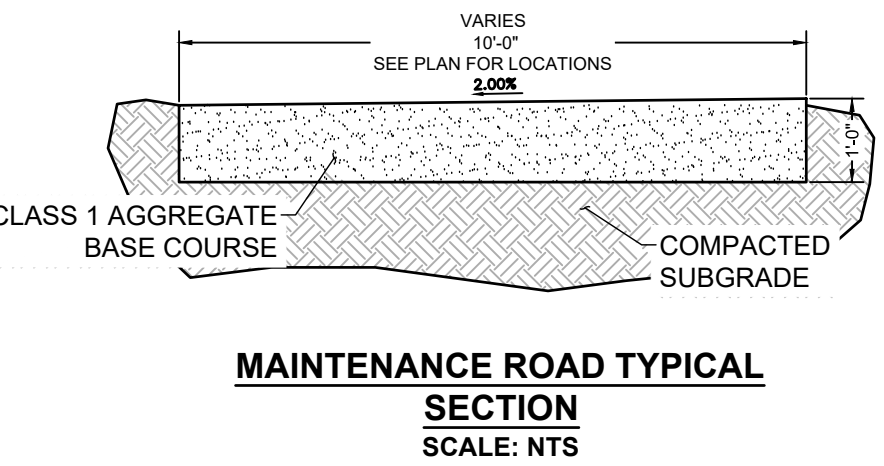 VARIES
10'-0"
SEE PLAN FOR LOCATIONS
2.00%
1'-0"
CLASS 1 AGGREGATE
BASE COURSE
COMPACTED
SUBGRADE
MAINTENANCE ROAD TYPICAL
SECTION
SCALE: NTS